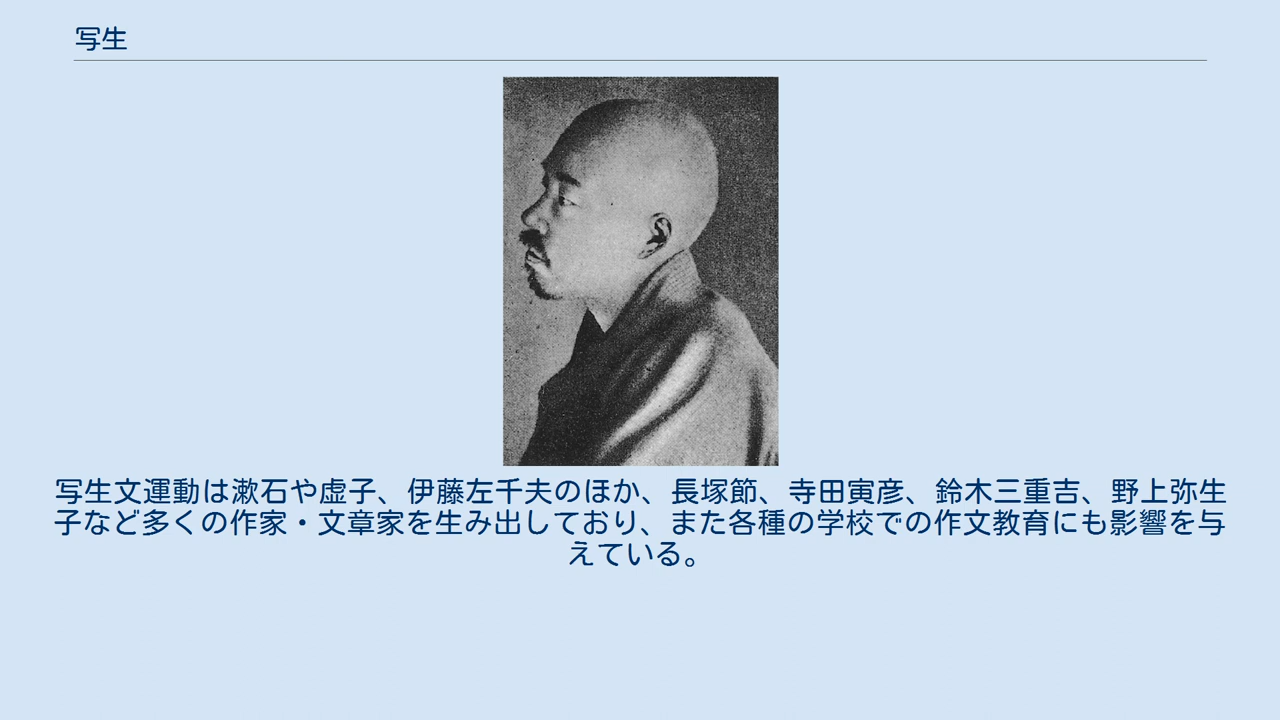 写生
写生文運動は漱石や虚子、伊藤左千夫のほか、長塚節、寺田寅彦、鈴木三重吉、野上弥生
子など多くの作家・文章家を生み出しており、また各種の学校での作文教育にも影響を与
えている。